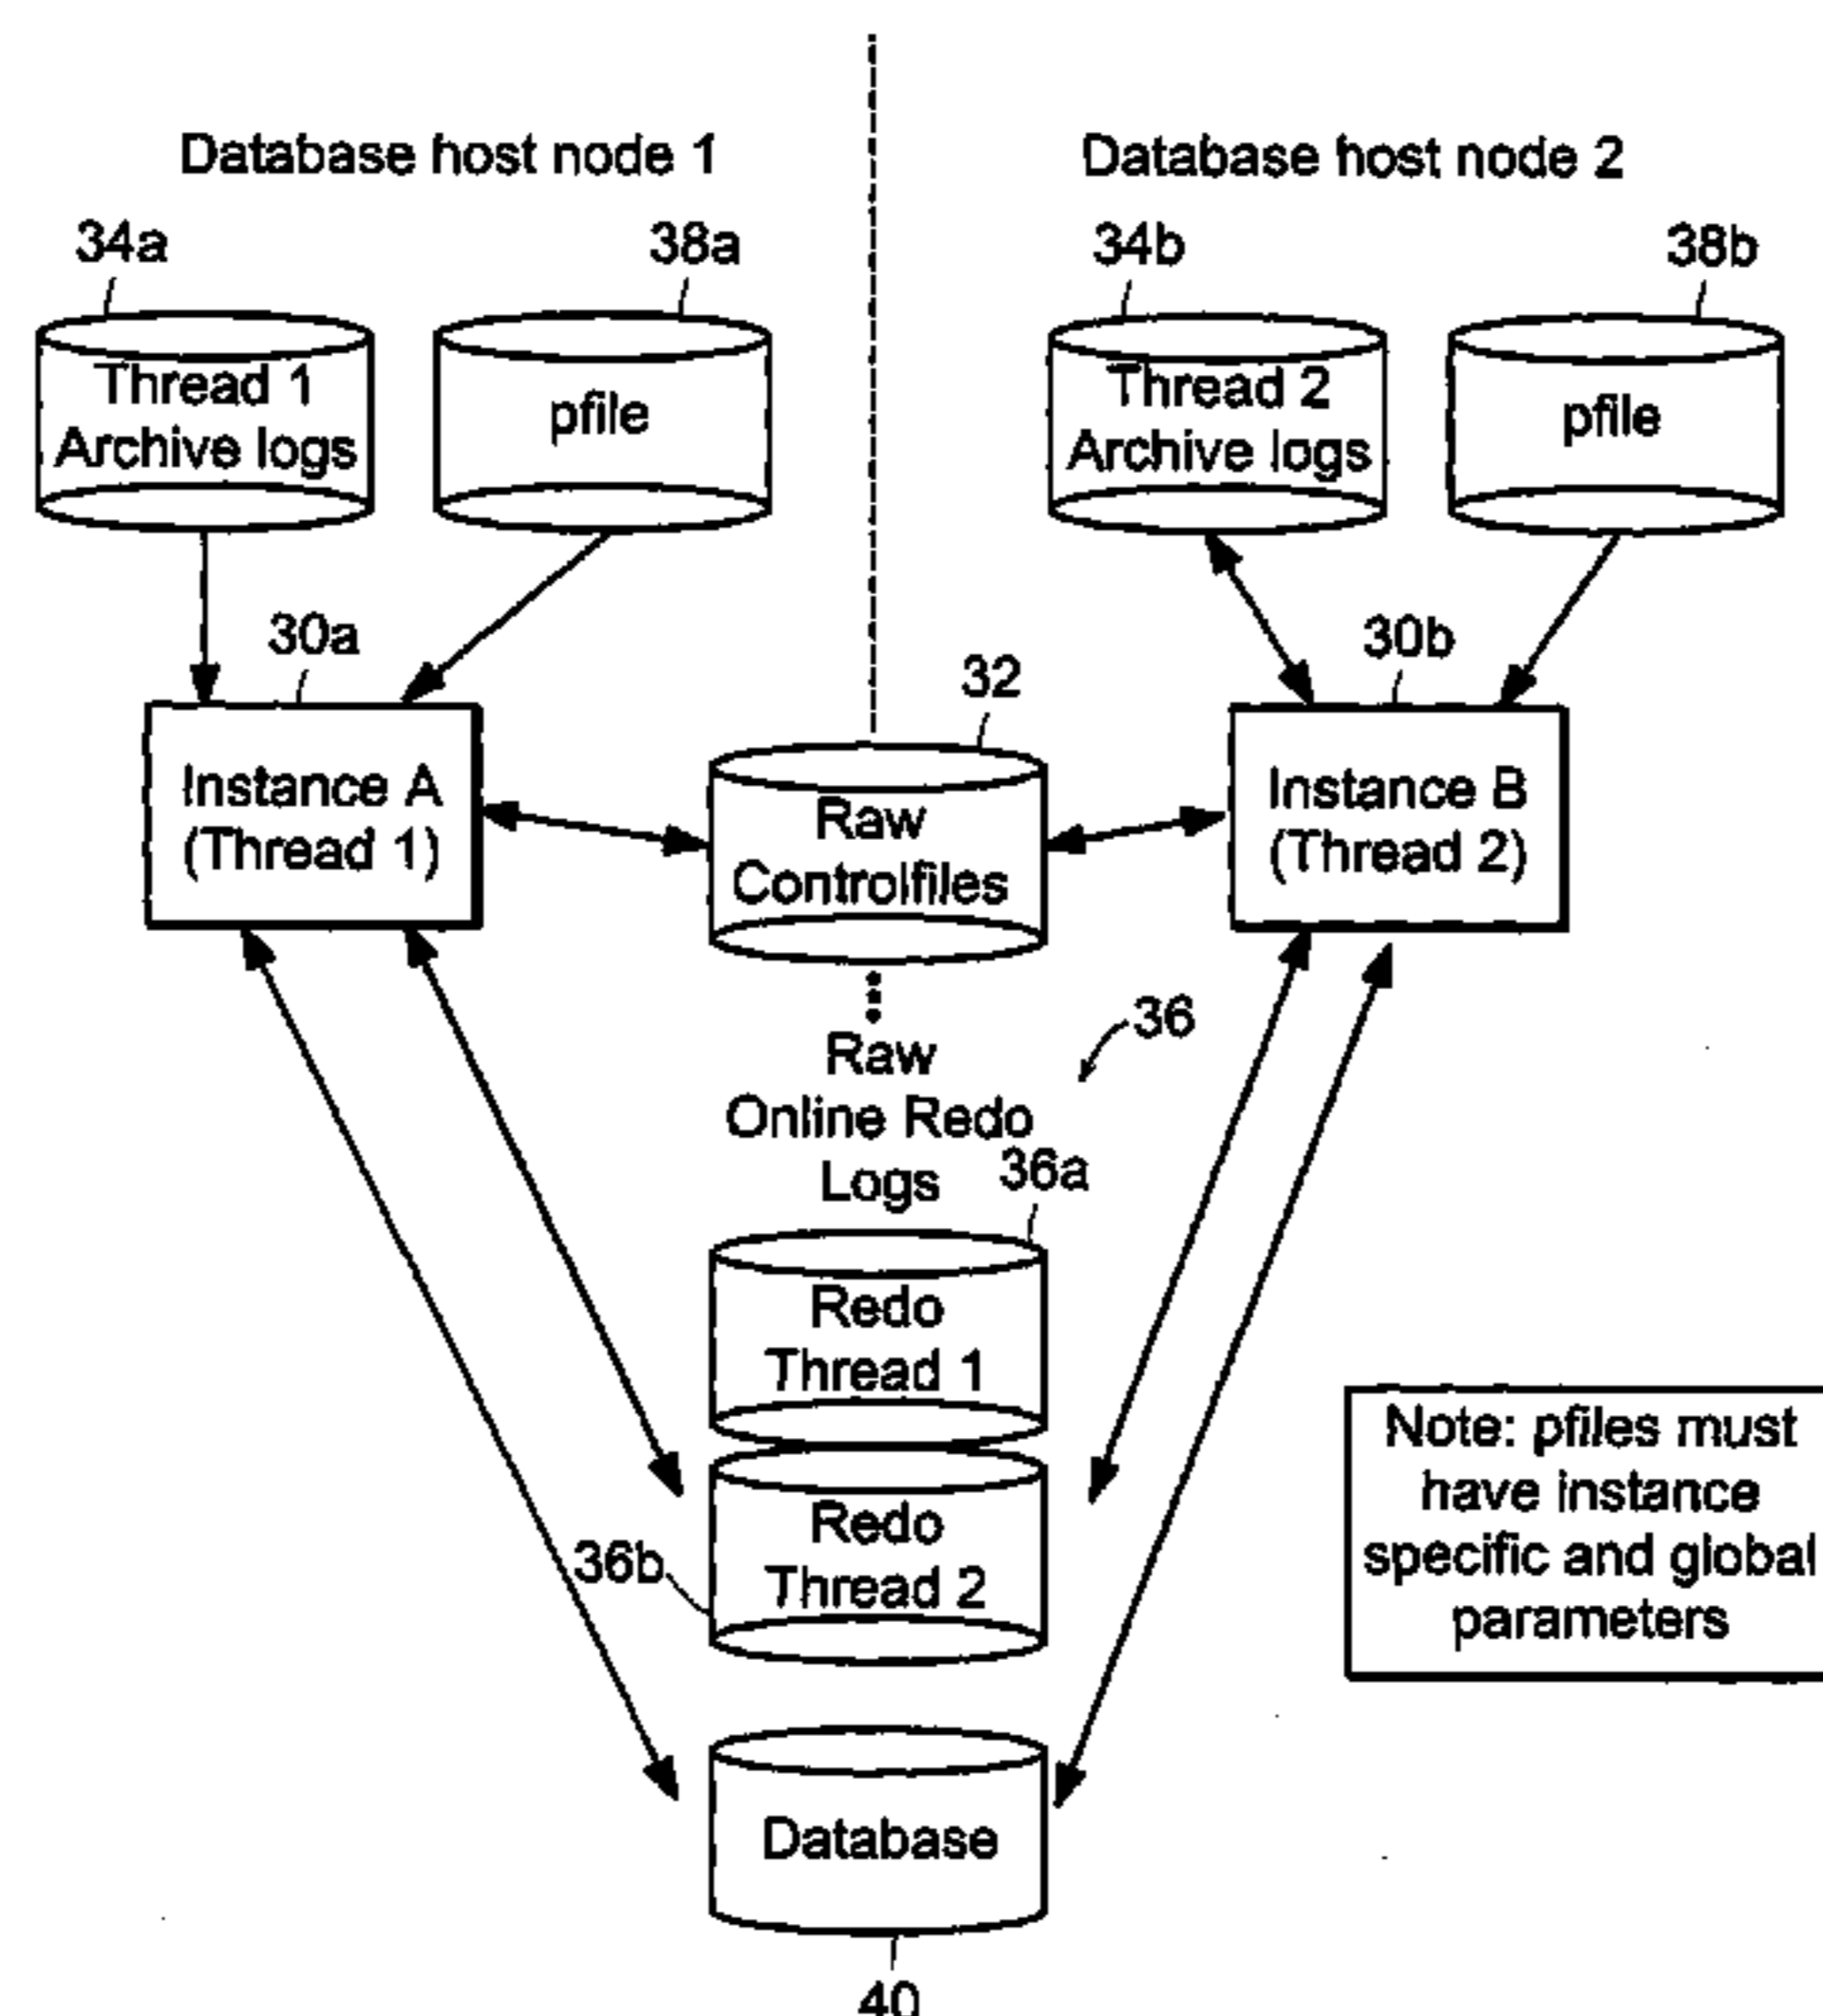 Database host node 1
Database host node 2
34a
38a
34b
38b
Thread 1
Archive logs
pfile
Thread 2
Archive logs
pfile
30a
32
30b
Instance A
(Thread 1)
Raw
Controlfiles
Instance B
(Thread 2)
36
Raw
Online Redo
Logs
36a
Redo
Thread 1
36b
Redo
Thread 2
Note: pfiles must
have instance
specific and global
parameters
Database
40